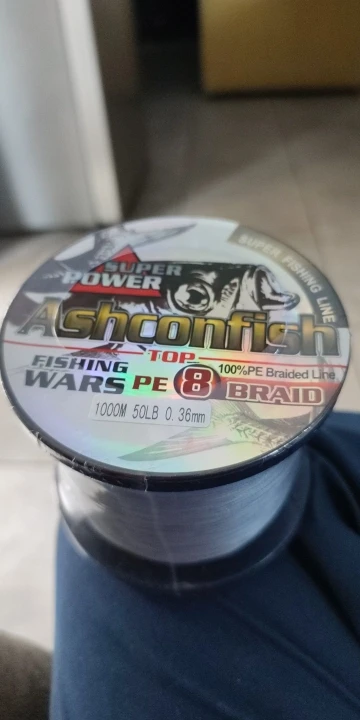 SUPER FISHING LINE
SUPER
POWER
Ashconfish
TOP
FISHING
WARS PE 8 BRAID
100%PE Braided Line
1000M 50LB 0.36mm